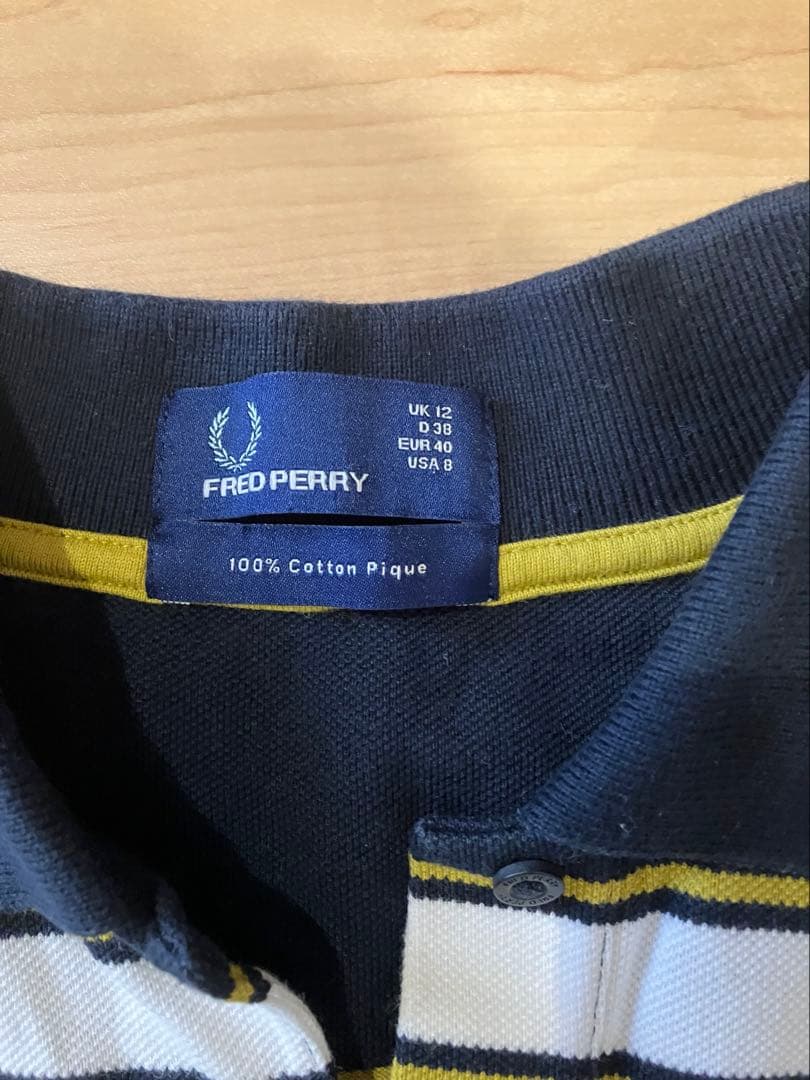 UK 12
D 38
EUR 40
USA 8
FRED PERRY
100% Cotton Pique